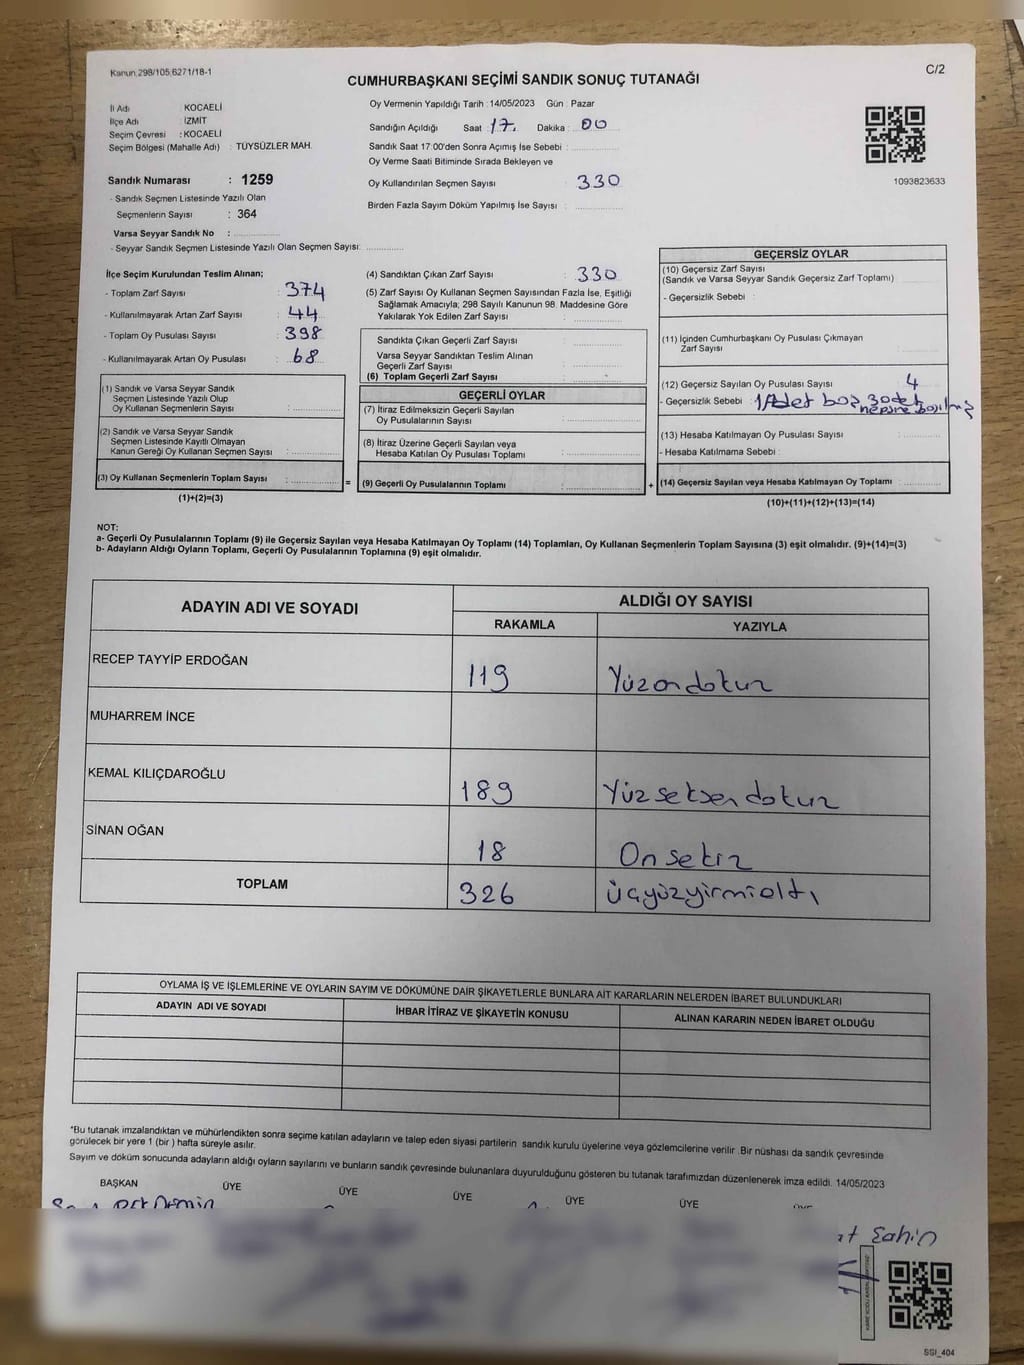 Kanun,298/105,6271/18-1
C/2
CUMHURBAŞKANI SEÇİMİ SANDIK SONUÇ TUTANAĞI
İl Adı KOCAELİ
İlçe Adı İZMİT
Seçim Çevresi : KOCAELİ
Seçim Bölgesi (Mahalle Adı) : TÜYSÜZLER MAH.
Oy Vermenin Yapıldığı Tarih : 14/05/2023 Gün : Pazar
Sandığın Açıldığı Saat : 17. Dakika : 00
Sandık Saat 17:00'den Sonra Açımış İse Sebebi :
Oy Verme Saati Bitiminde Sırada Bekleyen ve
Oy Kullandırılan Seçmen Sayısı : 330
Birden Fazla Sayım Döküm Yapılmış İse Sayısı :
1093823633
Sandık Numarası : 1259
- Sandık Seçmen Listesinde Yazılı Olan
Seçmenlerin Sayısı : 364
Varsa Seyyar Sandık No :
- Seyyar Sandık Seçmen Listesinde Yazılı Olan Seçmen Sayısı:
İlçe Seçim Kurulundan Teslim Alınan;
- Toplam Zarf Sayısı : 374
- Kullanılmayarak Artan Zarf Sayısı : 44
- Toplam Oy Pusulası Sayısı : 398
- Kullanılmayarak Artan Oy Pusulası : 68
(1) Sandık ve Varsa Seyyar Sandık
Seçmen Listesinde Yazılı Olup
Oy Kullanan Seçmenlerin Sayısı :
(2) Sandık ve Varsa Seyyar Sandık
Seçmen Listesinde Kayıtlı Olmayan
Kanun Gereği Oy Kullanan Seçmen Sayısı :
(3) Oy Kullanan Seçmenlerin Toplam Sayısı :
(1)+(2)=(3)
(4) Sandıktan Çıkan Zarf Sayısı : 330
(5) Zarf Sayısı Oy Kullanan Seçmen Sayısından Fazla İse, Eşitliği
Sağlamak Amacıyla; 298 Sayılı Kanunun 98. Maddesine Göre
Yakılarak Yok Edilen Zarf Sayısı :
Sandıkta Çıkan Geçerli Zarf Sayısı :
Varsa Seyyar Sandıktan Teslim Alınan
Geçerli Zarf Sayısı :
(6) Toplam Geçerli Zarf Sayısı :
GEÇERLİ OYLAR
(7) İtiraz Edilmeksizin Geçerli Sayılan
Oy Pusulalarının Sayısı :
(8) İtiraz Üzerine Geçerli Sayılan veya
Hesaba Katılan Oy Pusulası Toplamı :
= (9) Geçerli Oy Pusulalarının Toplamı :
GEÇERSİZ OYLAR
(10) Geçersiz Zarf Sayısı
(Sandık ve Varsa Seyyar Sandık Geçersiz Zarf Toplamı) :
- Geçersizlik Sebebi :
(11) İçinden Cumhurbaşkanı Oy Pusulası Çıkmayan
Zarf Sayısı :
(12) Geçersiz Sayılan Oy Pusulası Sayısı : 4
- Geçersizlik Sebebi : 1 Adet boş, 3 adet
hepsine basılmış
(13) Hesaba Katılmayan Oy Pusulası Sayısı :
- Hesaba Katılmama Sebebi :
+ (14) Geçersiz Sayılan veya Hesaba Katılmayan Oy Toplamı :
(10)+(11)+(12)+(13)=(14)
NOT:
a- Geçerli Oy Pusulalarının Toplamı (9) ile Geçersiz Sayılan veya Hesaba Katılmayan Oy Toplamı (14) Toplamları, Oy Kullanan Seçmenlerin Toplam Sayısına (3) eşit olmalıdır. (9)+(14)=(3)
b- Adayların Aldığı Oyların Toplamı, Geçerli Oy Pusulalarının Toplamına (9) eşit olmalıdır.
ADAYIN ADI VE SOYADI ALDIĞI OY SAYISI
RAKAMLA YAZIYLA
RECEP TAYYİP ERDOĞAN 119 Yüzondokuz
MUHARREM İNCE
KEMAL KILIÇDAROĞLU 189 Yüzseksendokuz
SİNAN OĞAN 18 Onsekiz
TOPLAM 326 üçyüzyirmialtı
OYLAMA İŞ VE İŞLEMLERİNE VE OYLARIN SAYIM VE DÖKÜMÜNE DAİR ŞİKAYETLERLE BUNLARA AİT KARARLARIN NELERDEN İBARET BULUNDUKLARI
ADAYIN ADI VE SOYADI İHBAR İTİRAZ VE ŞİKAYETİN KONUSU ALINAN KARARIN NEDEN İBARET OLDUĞU
*Bu tutanak imzalandıktan ve mühürlendikten sonra seçime katılan adayların ve talep eden siyasi partilerin sandık kurulu üyelerine veya gözlemcilerine verilir. Bir nüshası da sandık çevresinde
görülecek bir yere 1 (bir) hafta süreyle asılır.
Sayım ve döküm sonucunda adayların aldığı oyların sayılarını ve bunların sandık çevresinde bulunanlara duyurulduğunu gösteren bu tutanak tarafımızdan düzenlenerek imza edildi. 14/05/2023
BAŞKAN ÜYE ÜYE ÜYE ÜYE ÜYE ÜYE
Şahin
SSI_404